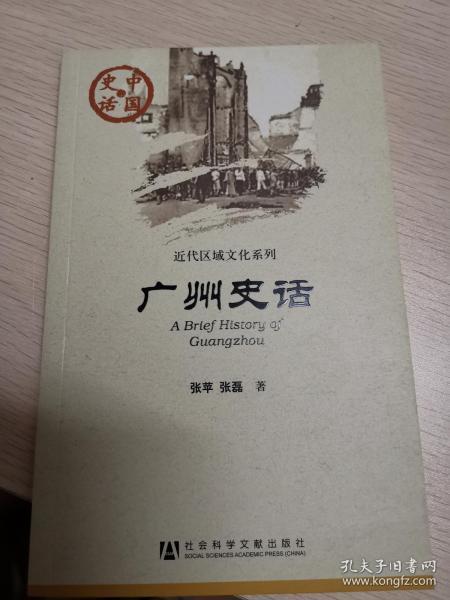 中国
史话
近代区域文化系列
广州史话
A Brief History of
Guangzhou
张苹 张磊 著
社会科学文献出版社
SOCIAL SCIENCES ACADEMIC PRESS (CHINA)
孔夫子旧书网
www.kongfz.com